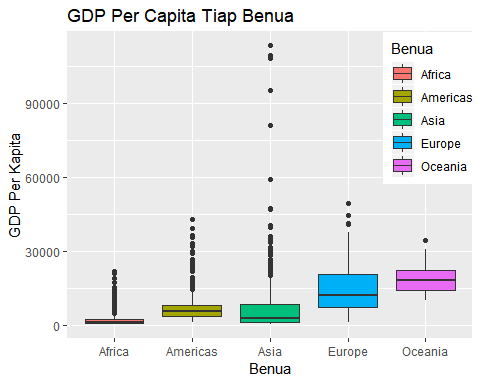 GDP Per Capita Tiap Benua
GDP Per Kapita
90000
60000
30000
0
Africa
Americas
Asia
Europe
Oceania
Benua
Benua
Africa
Americas
Asia
Europe
Oceania